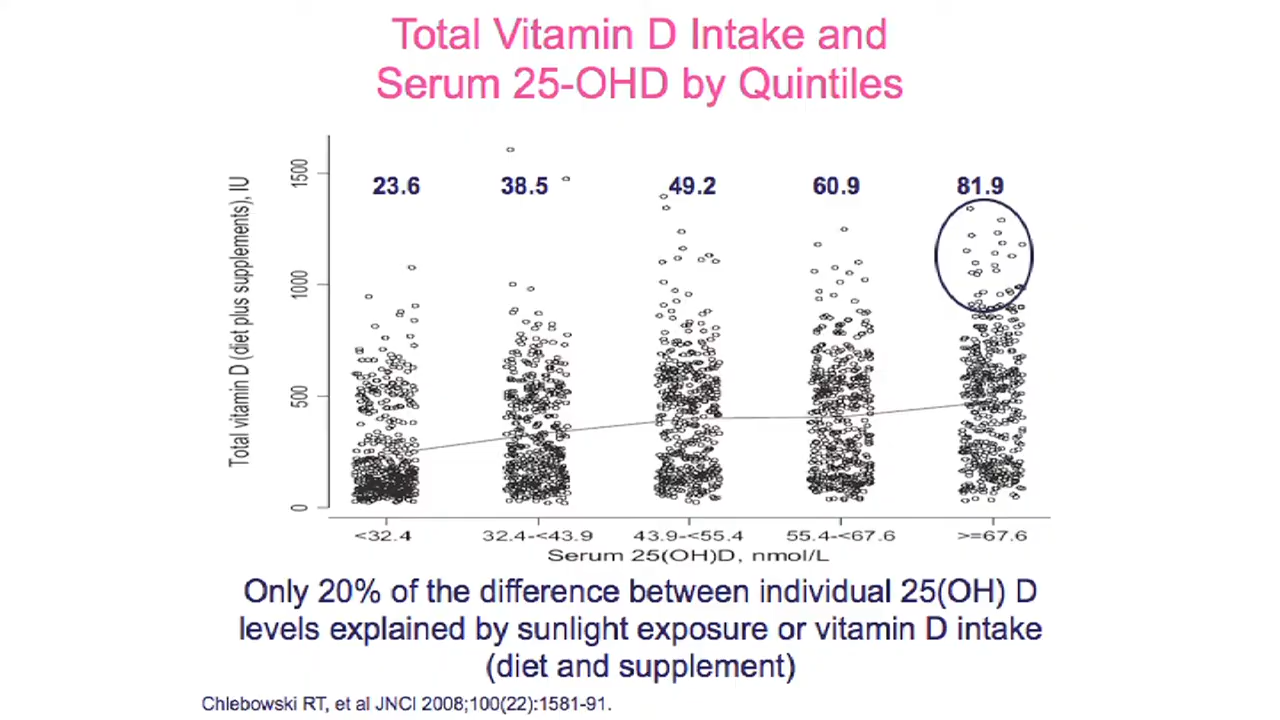 Total Vitamin D Intake and
Serum 25-OHD by Quintiles
23.6 38.5 49.2 60.9 81.9
Total vitamin D (diet plus supplements), IU
1500
1000
500
0
<32.4 32.4-<43.9 43.9-<55.4 55.4-<67.6 >=67.6
Serum 25(OH)D, nmol/L
Only 20% of the difference between individual 25(OH) D
levels explained by sunlight exposure or vitamin D intake
(diet and supplement)
Chlebowski RT, et al JNCI 2008;100(22):1581-91.